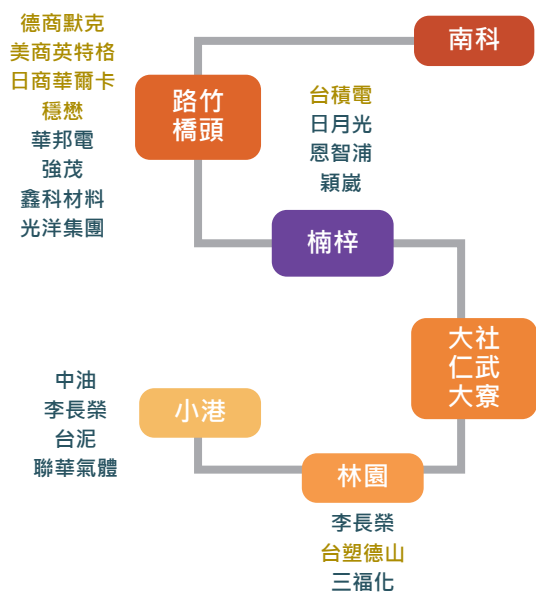 德商默克
美商英特格
日商華爾卡
穩懋
華邦電
強茂
鑫科材料
光洋集團
南科
路竹
橋頭
台積電
日月光
恩智浦
穎崴
楠梓
大社
仁武
大寮
中油
李長榮
台泥
聯華氣體
小港
林園
李長榮
台塑德山
三福化